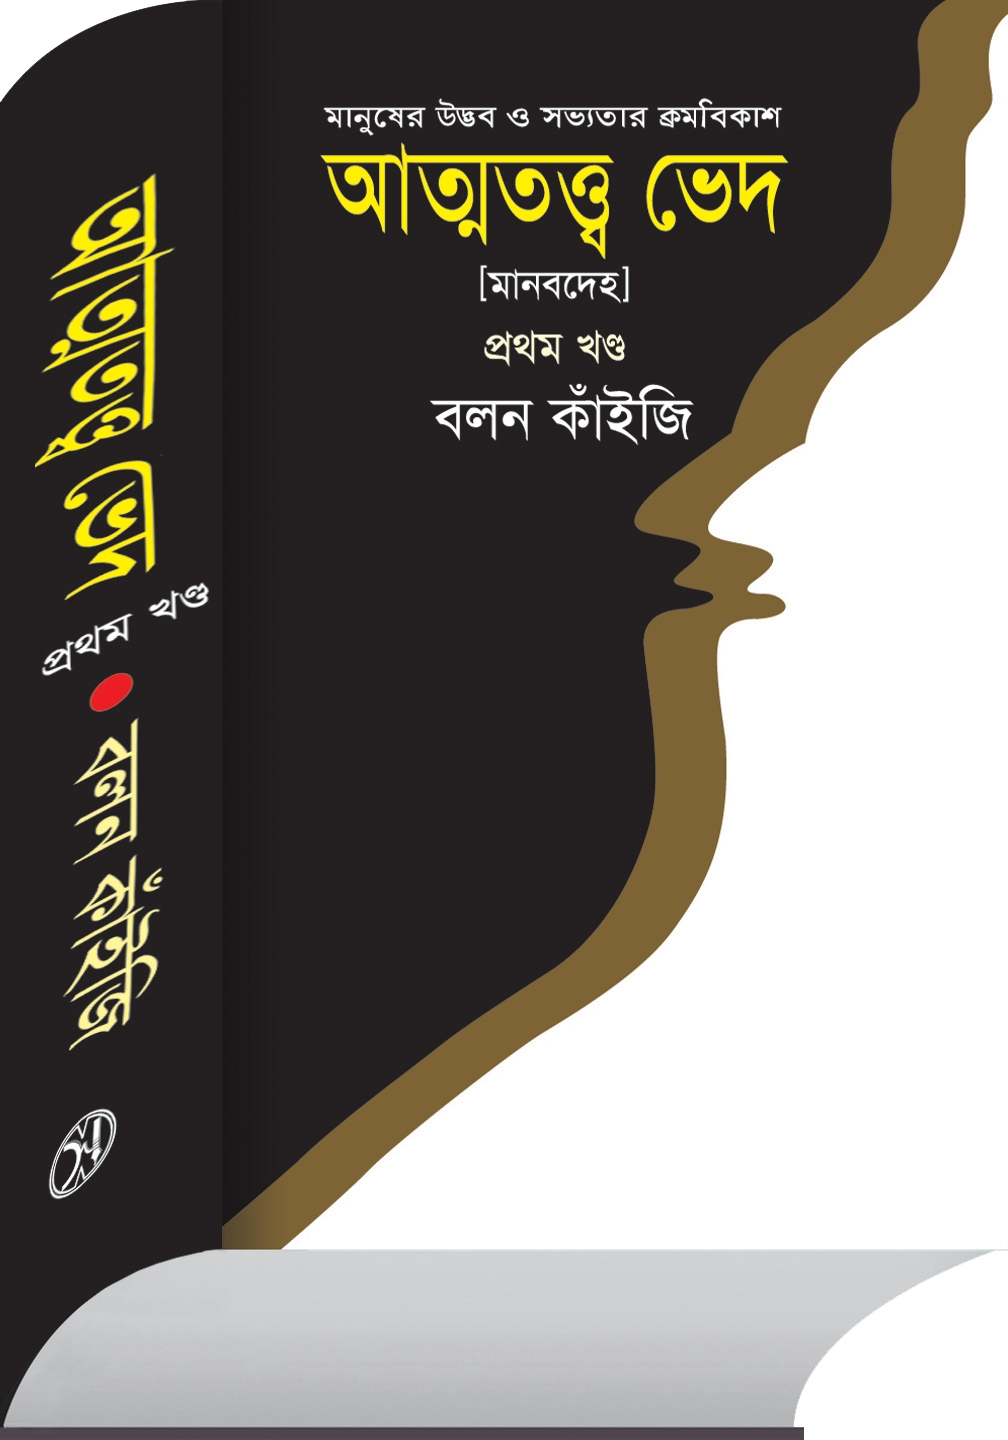 মানুষের উদ্ভব ও সভ্যতার ক্রমবিকাশ
আত্মতত্ত্ব ভেদ
[মানবদেহ]
প্রথম খণ্ড
বলন কাঁইজি
আত্মতত্ত্ব ভেদ
প্রথম খণ্ড
বলন কাঁইজি